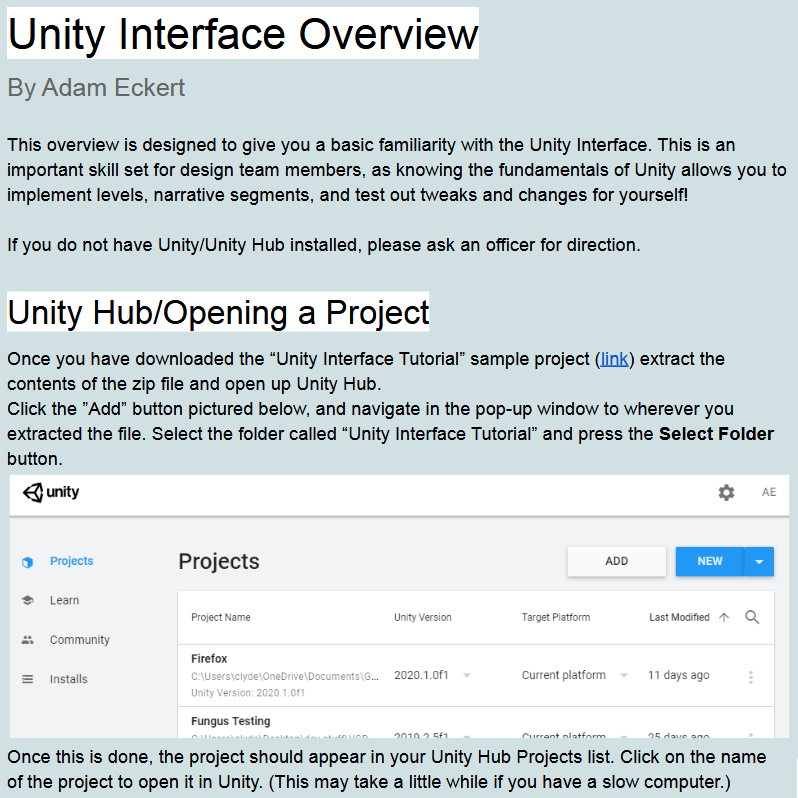 Unity Interface Overview
By Adam Eckert
This overview is designed to give you a basic familiarity with the Unity Interface. This is an
important skill set for design team members, as knowing the fundamentals of Unity allows you to
implement levels, narrative segments, and test out tweaks and changes for yourself!
If you do not have Unity/Unity Hub installed, please ask an officer for direction.
Unity Hub/Opening a Project
Once you have downloaded the “Unity Interface Tutorial” sample project (link) extract the
contents of the zip file and open up Unity Hub.
Click the ”Add” button pictured below, and navigate in the pop-up window to wherever you
extracted the file. Select the folder called “Unity Interface Tutorial” and press the Select Folder
button.
unity AE
Projects
Learn
Community
Installs
Projects ADD NEW
Project Name Unity Version Target Platform Last Modified
Firefox
C:\Users\clyde\OneDrive\Documents\G... 2020.1.0f1 Current platform 11 days ago
Unity Version: 2020.1.0f1
Fungus Testing
2019.2.5f1 Current platform 25 days ago
Once this is done, the project should appear in your Unity Hub Projects list. Click on the name
of the project to open it in Unity. (This may take a little while if you have a slow computer.)